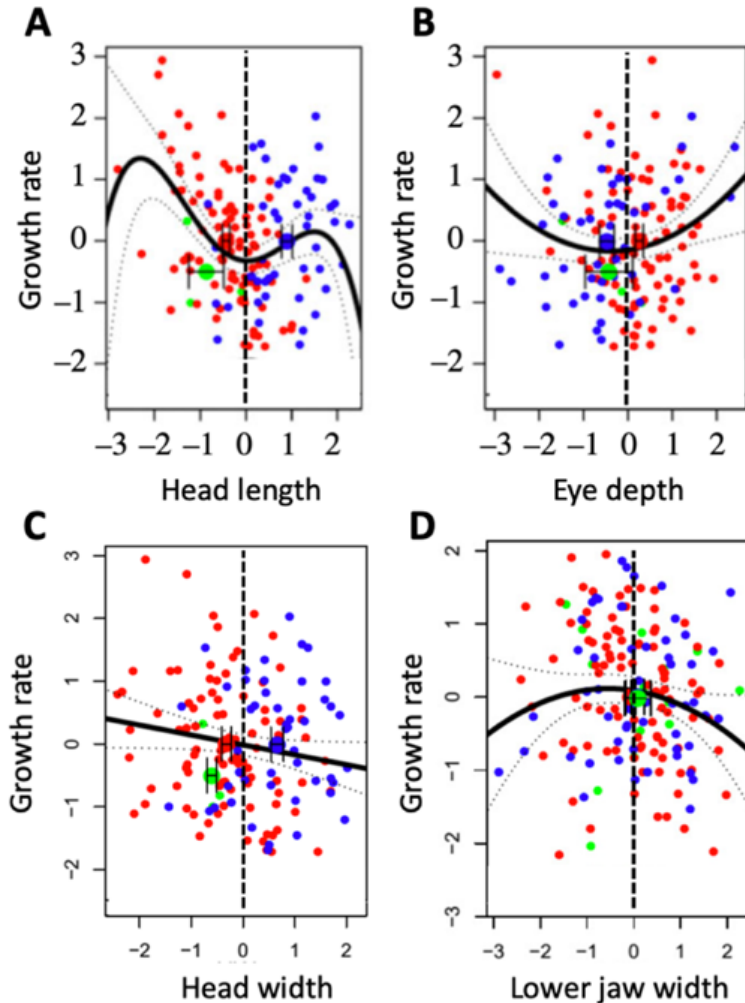 A
Growth rate
3
2
1
0
−1
−2
−3 −2 −1 0 1 2
Head length
B
Growth rate
3
2
1
0
−1
−2
−3 −2 −1 0 1 2
Eye depth
C
Growth rate
3
2
1
0
−1
−2
−2 −1 0 1 2
Head width
D
Growth rate
2
1
0
−1
−2
−3
−3 −2 −1 0 1 2
Lower jaw width